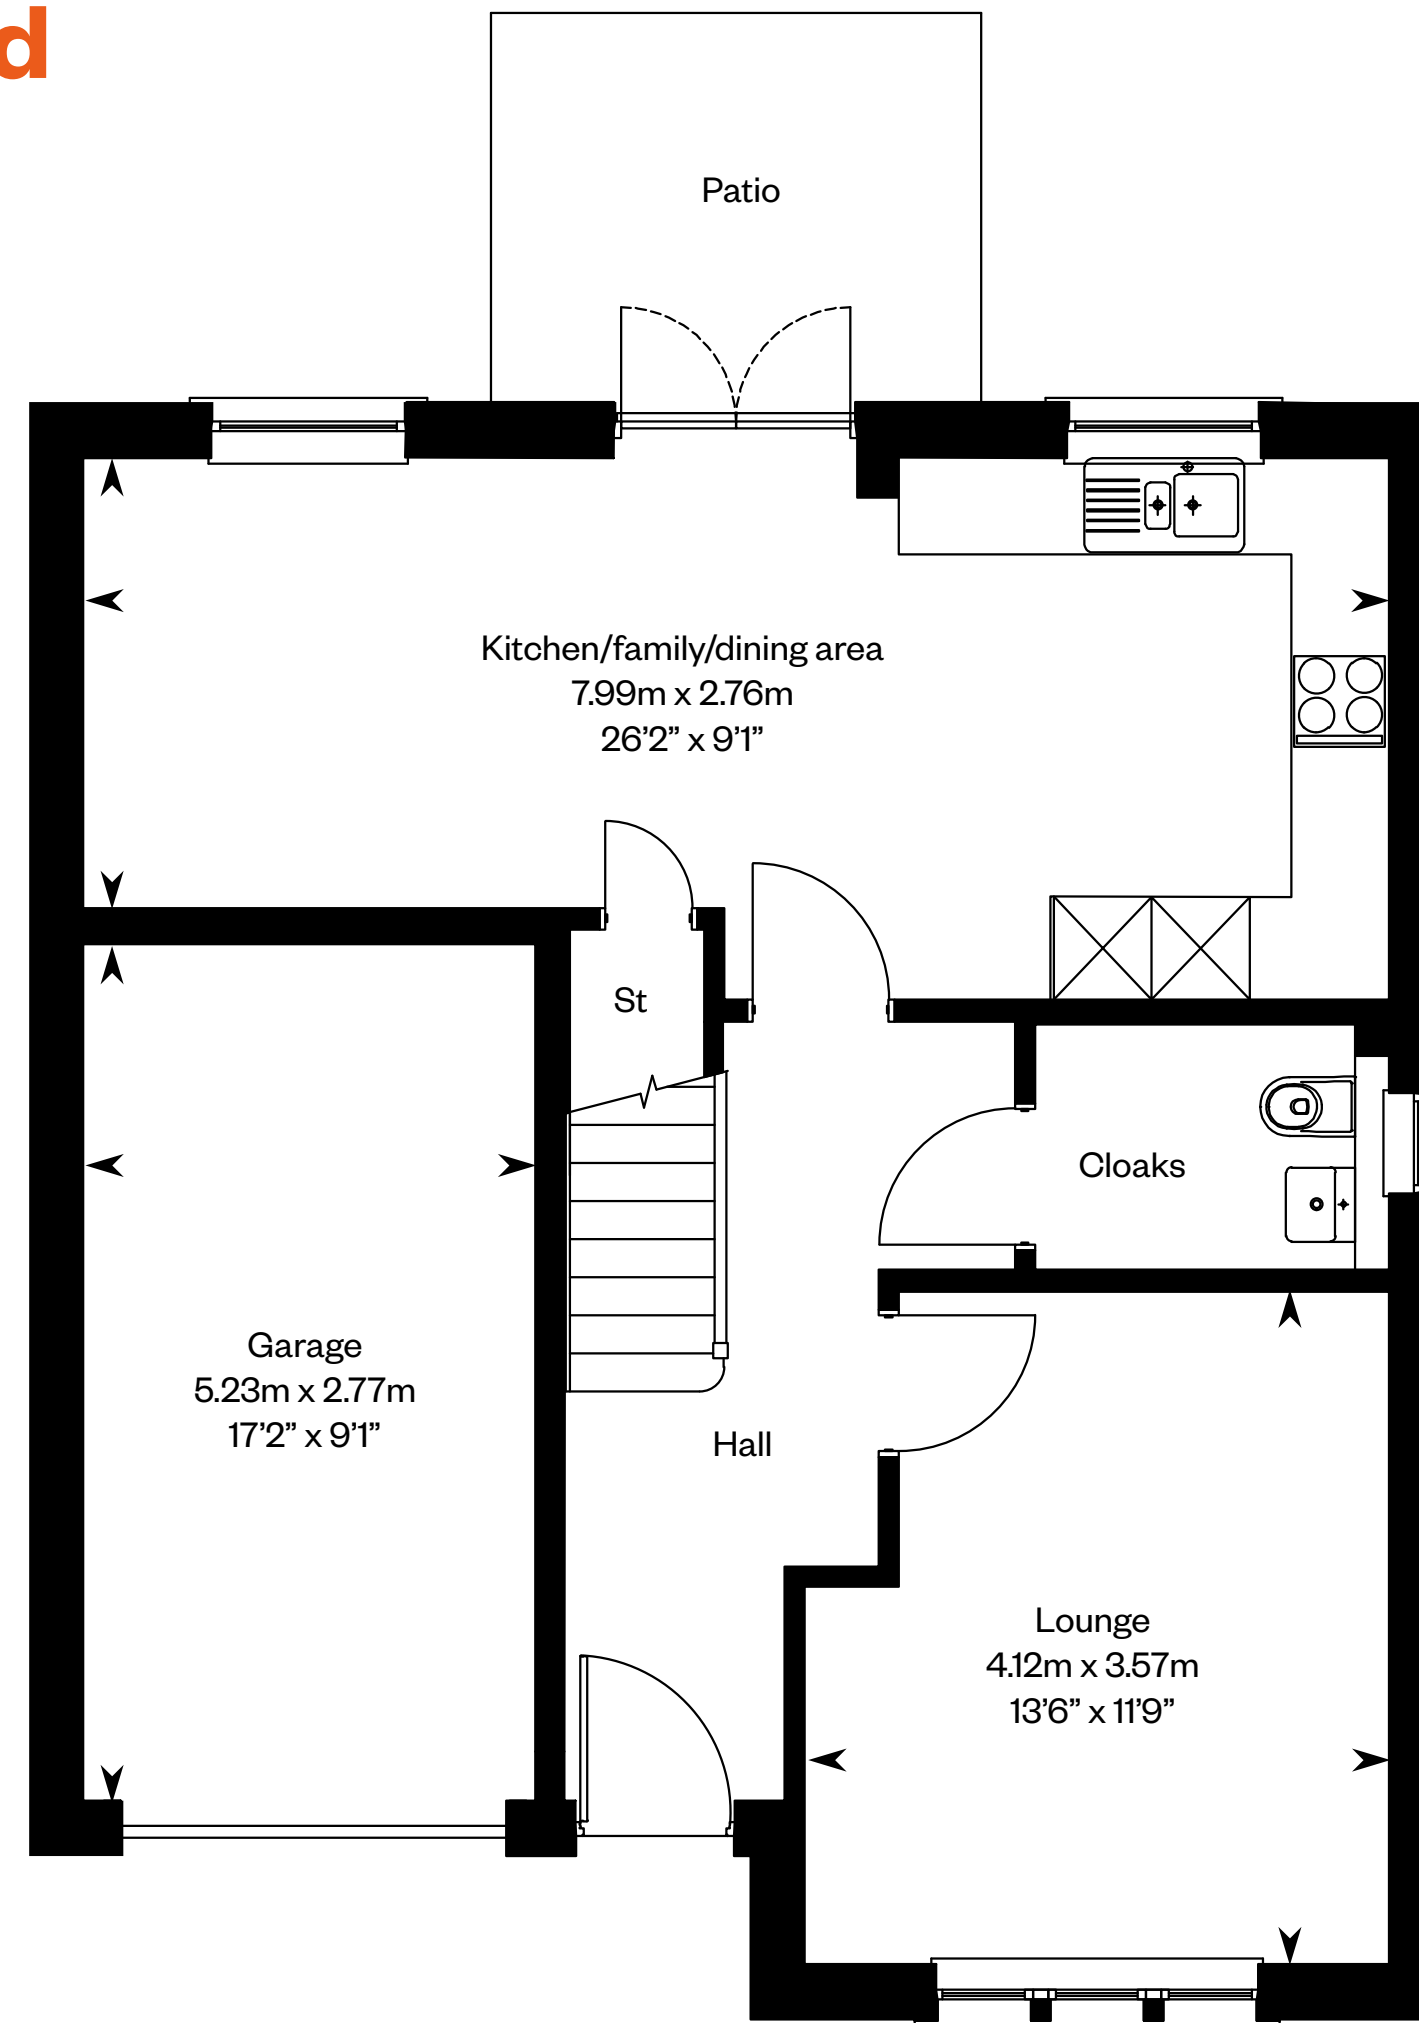 d
Patio
Kitchen/family/dining area
7.99m x 2.76m
26’2” x 9’1”
St
Cloaks
Garage
5.23m x 2.77m
17’2” x 9’1”
Hall
Lounge
4.12m x 3.57m
13’6” x 11’9”